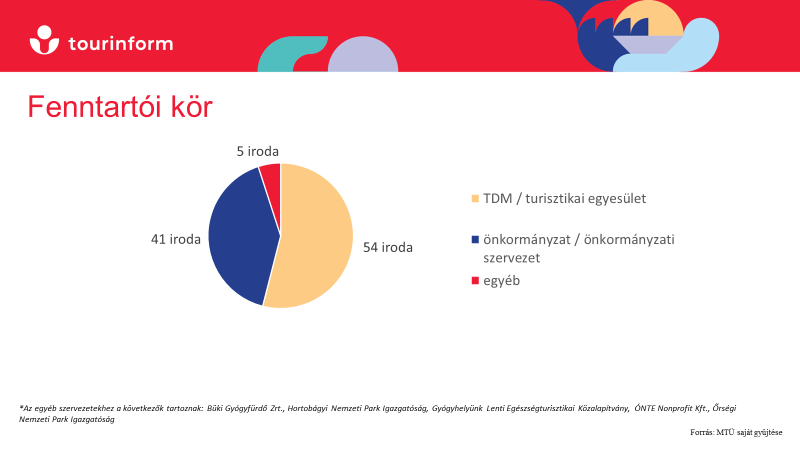 tourinform
Fenntartói kör
5 iroda
41 iroda
54 iroda
TDM / turisztikai egyesület
önkormányzat / önkormányzati
szervezet
egyéb
*Az egyéb szervezetekhez a következők tartoznak: Büki Gyógyfürdő Zrt., Hortobágyi Nemzeti Park Igazgatóság, Gyógyhelyünk Lenti Egészségturisztikai Közalapítvány, ÓNTE Nonprofit Kft., Őrségi
Nemzeti Park Igazgatóság
Forrás: MTÜ saját gyűjtése